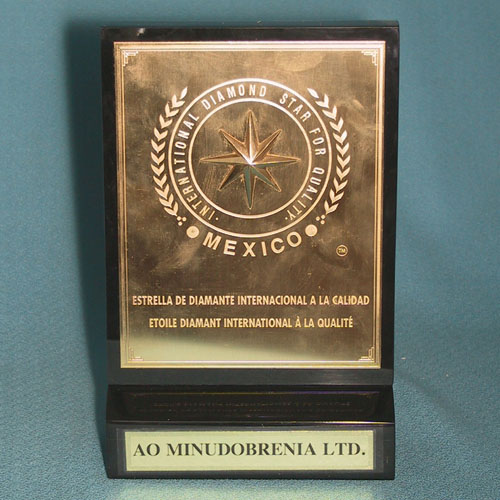 ·INTERNATIONAL DIAMOND STAR FOR QUALITY·
MEXICO
TM
ESTRELLA DE DIAMANTE INTERNACIONAL A LA CALIDAD
ETOILE DIAMANT INTERNATIONAL À LA QUALITÉ
AO MINUDOBRENIA LTD.